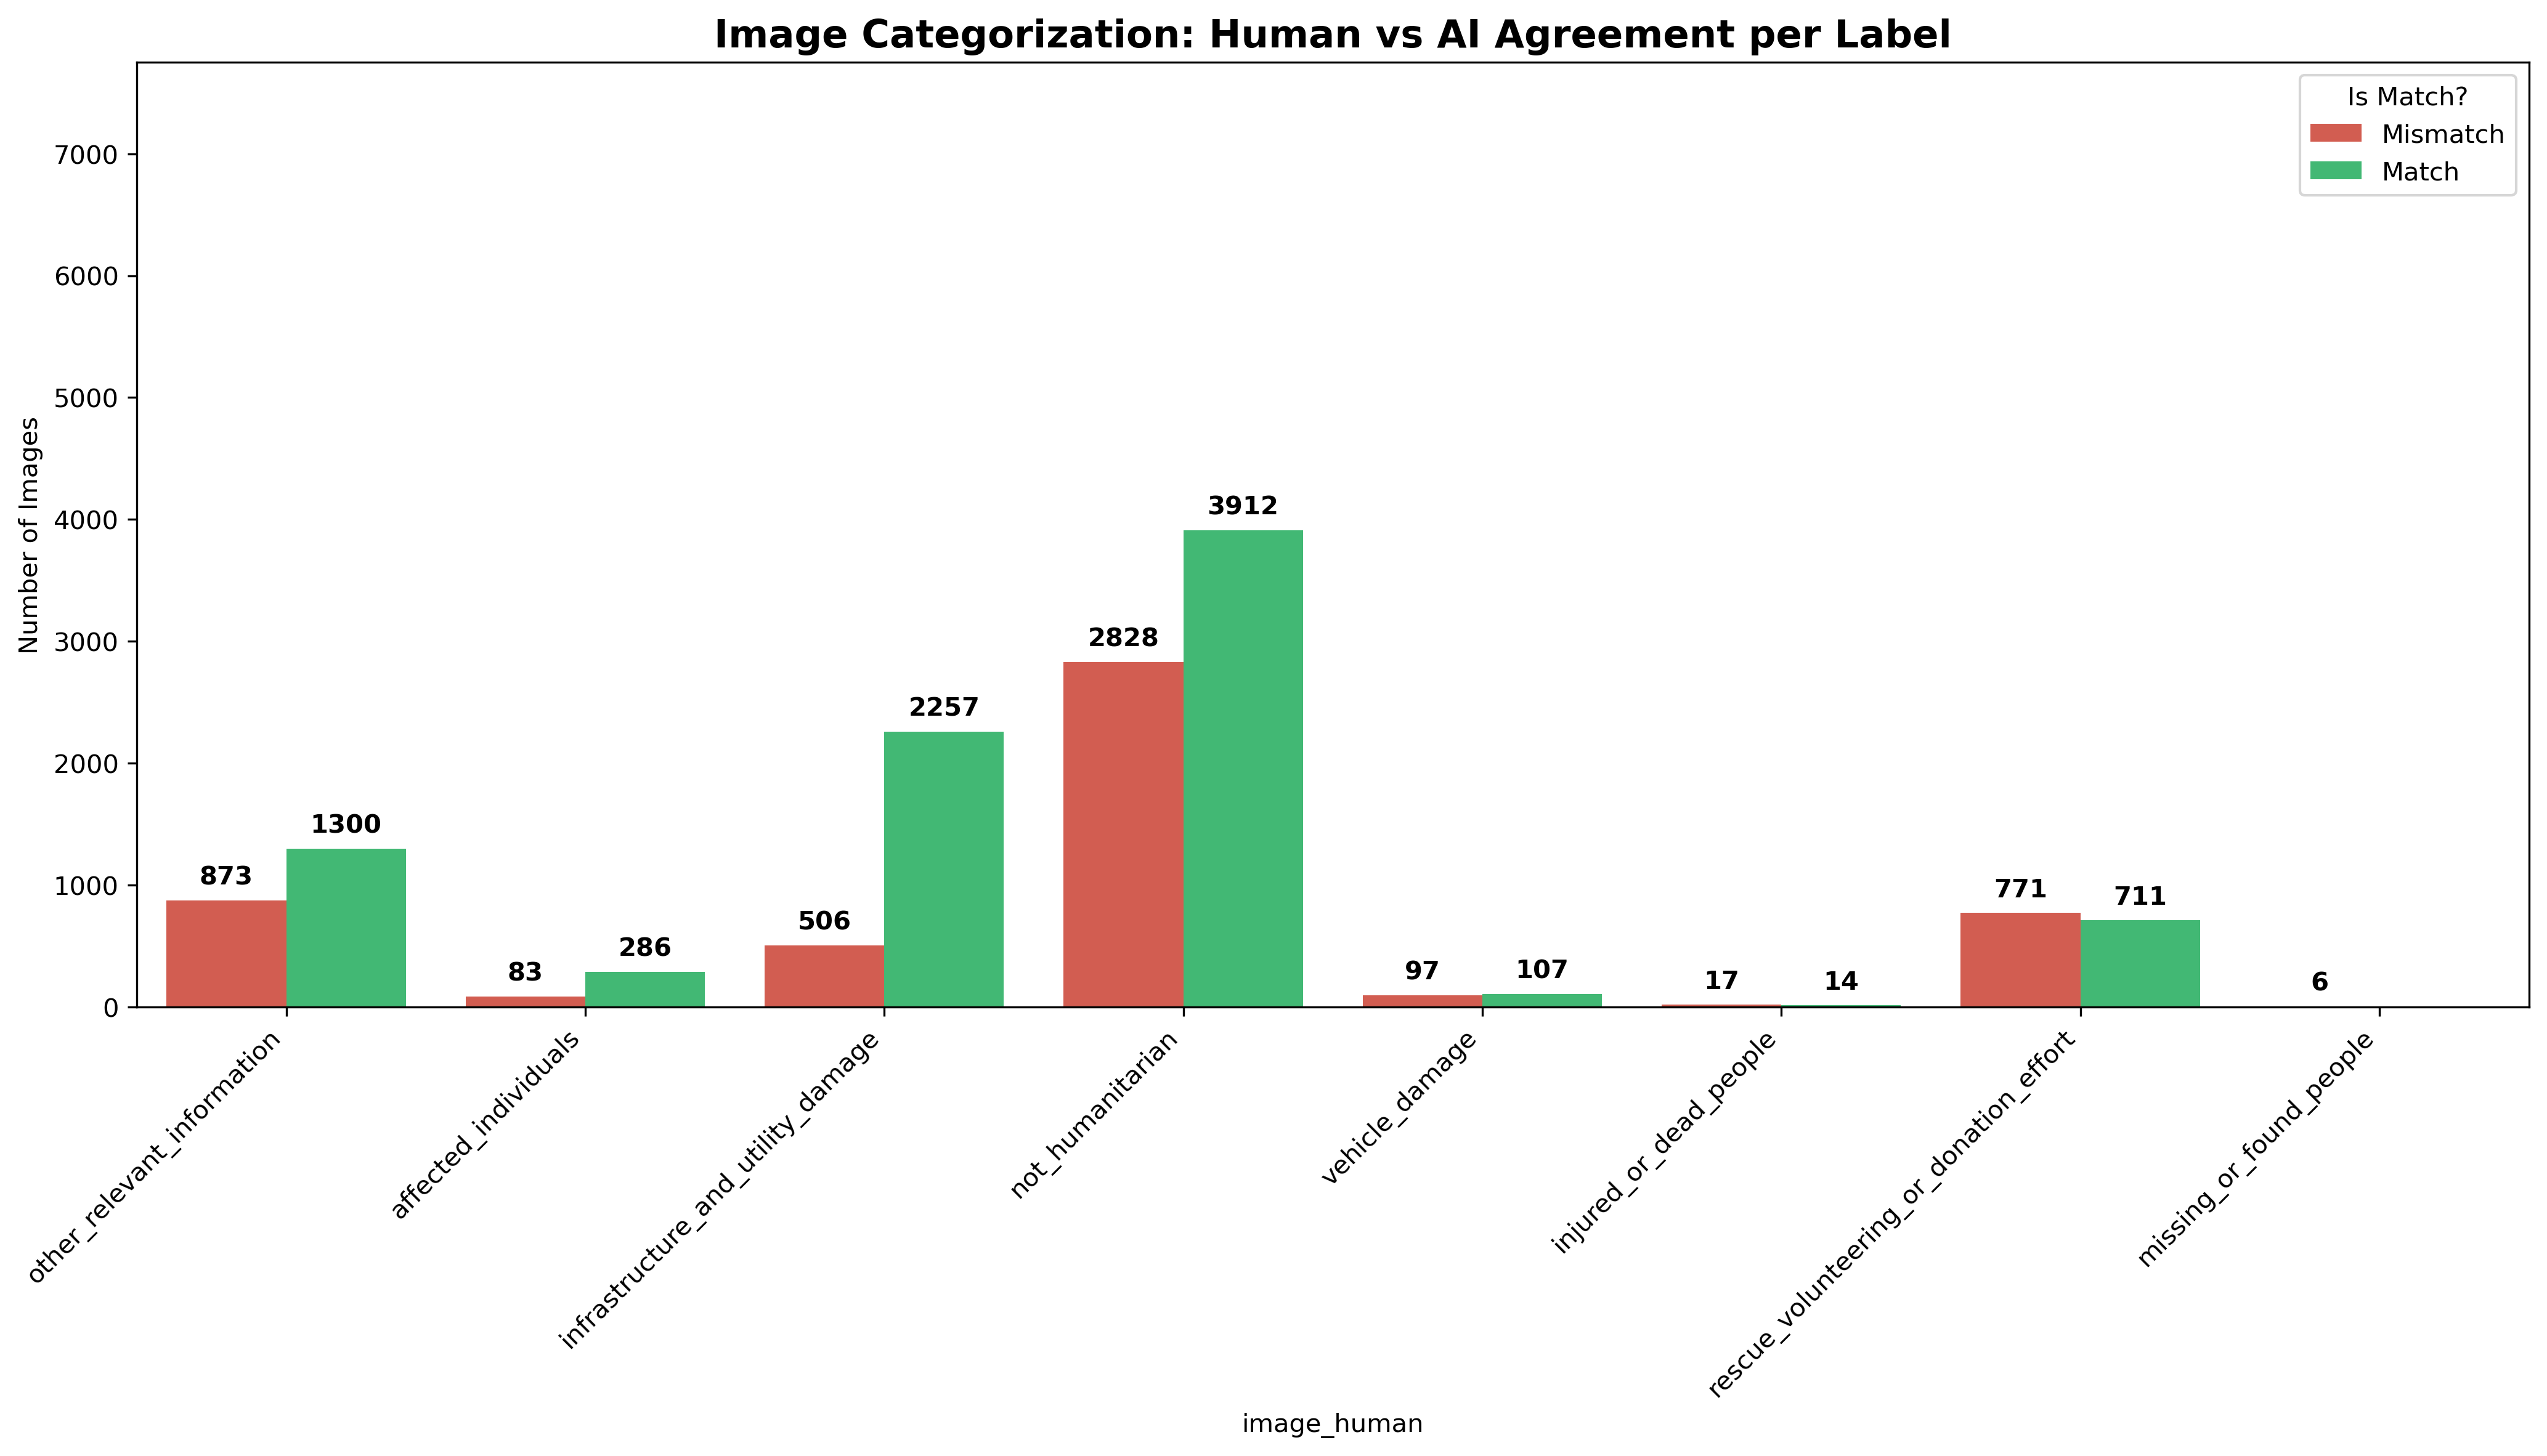 Image Categorization: Human vs AI Agreement per Label
Is Match?
Mismatch
Match
Number of Images
7000
6000
5000
4000
3000
2000
1000
0
873
1300
83
286
506
2257
2828
3912
97
107
17
14
771
711
6
other_relevant_information
affected_individuals
infrastructure_and_utility_damage
not_humanitarian
vehicle_damage
injured_or_dead_people
rescue_volunteering_or_donation_effort
missing_or_found_people
image_human